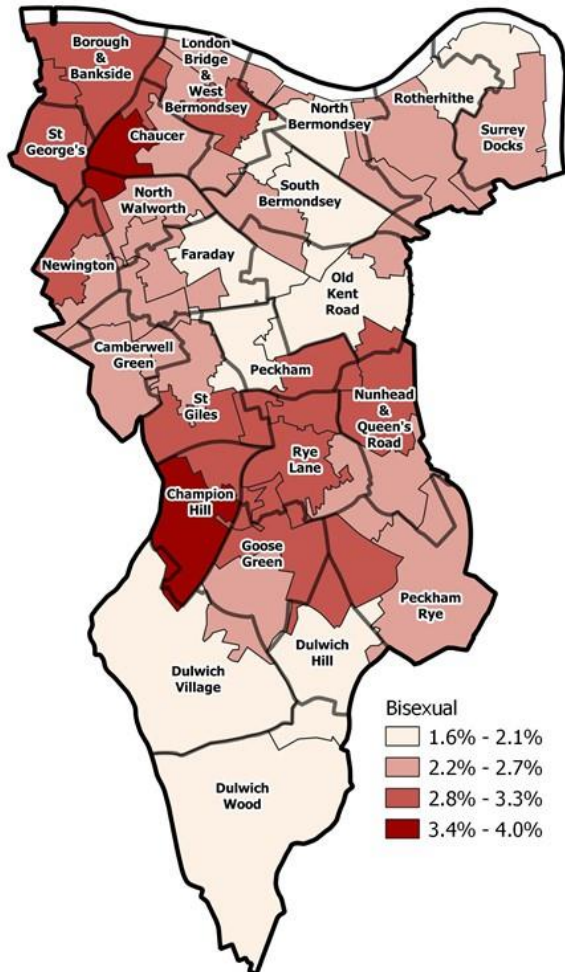 Borough
&
Bankside
London
Bridge
&
West
Bermondsey
North
Bermondsey
Rotherhithe
Surrey
Docks
St
George's
Chaucer
North
Walworth
South
Bermondsey
Newington
Faraday
Old
Kent
Road
Camberwell
Green
Peckham
St
Giles
Nunhead
&
Queen's
Road
Rye
Lane
Champion
Hill
Goose
Green
Peckham
Rye
Dulwich
Hill
Dulwich
Village
Dulwich
Wood
Bisexual
1.6% - 2.1%
2.2% - 2.7%
2.8% - 3.3%
3.4% - 4.0%